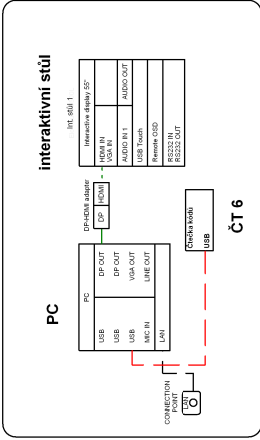 interaktivní stůl
Int. stůl 1
Interactive display 55"
HDMI IN
VGA IN
AUDIO IN 1
AUDIO OUT
USB Touch
Remote OSD
RS232 IN
RS232 OUT
DP-HDMI adapter
DP
HDMI
PC
PC
USB
DP OUT
USB
DP OUT
USB
VGA OUT
MIC IN
LINE OUT
LAN
CONNECTION
POINT
LAN
ČT 6
Čtečka kódů
USB